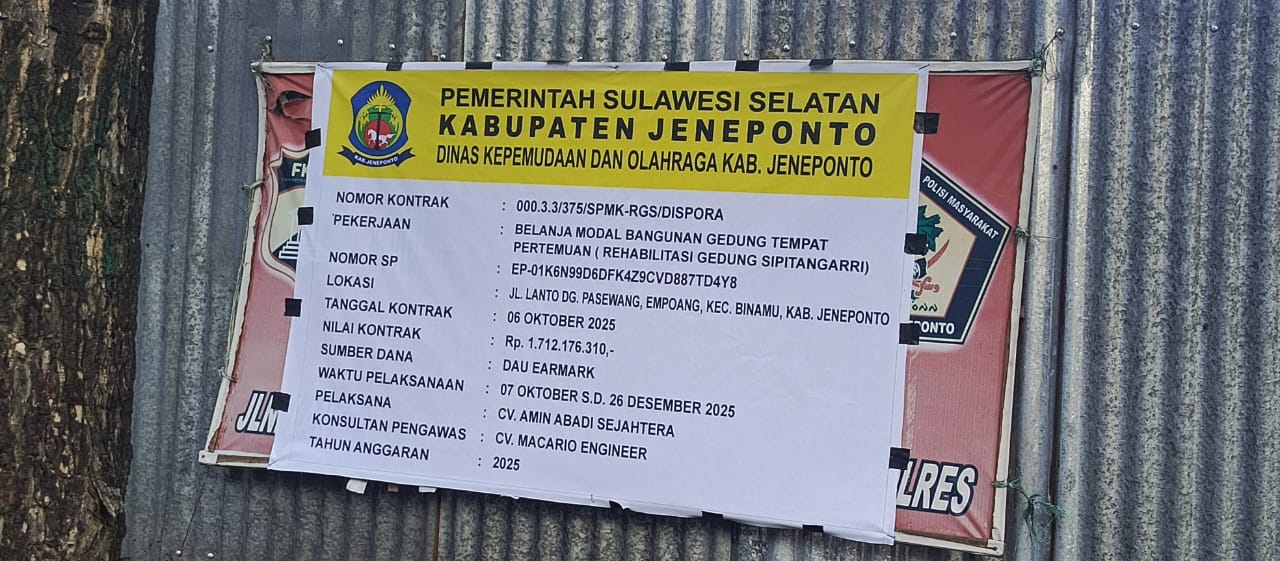 PEMERINTAH SULAWESI SELATAN
KABUPATEN JENEPONTO
DINAS KEPEMUDAAN DAN OLAHRAGA KAB. JENEPONTO
KAB.JENEPONTO
NOMOR KONTRAK : 000.3.3/375/SPMK-RGS/DISPORA
PEKERJAAN : BELANJA MODAL BANGUNAN GEDUNG TEMPAT
PERTEMUAN ( REHABILITASI GEDUNG SIPITANGARRI)
NOMOR SP : EP-01K6N99D6DFK4Z9CVD887TD4Y8
LOKASI : JL. LANTO DG. PASEWANG, EMPOANG, KEC. BINAMU, KAB. JENEPONTO
TANGGAL KONTRAK : 06 OKTOBER 2025
NILAI KONTRAK : Rp. 1.712.176.310,-
SUMBER DANA : DAU EARMARK
WAKTU PELAKSANAAN : 07 OKTOBER S.D. 26 DESEMBER 2025
PELAKSANA : CV. AMIN ABADI SEJAHTERA
KONSULTAN PENGAWAS : CV. MACARIO ENGINEER
TAHUN ANGGARAN : 2025
POLISI MASYARAKAT